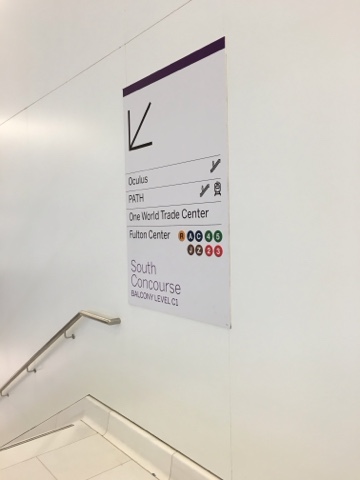 Oculus
PATH
One World Trade Center
Fulton Center R A C 4 5
J Z 2 3
South
Concourse
BALCONY LEVEL C1